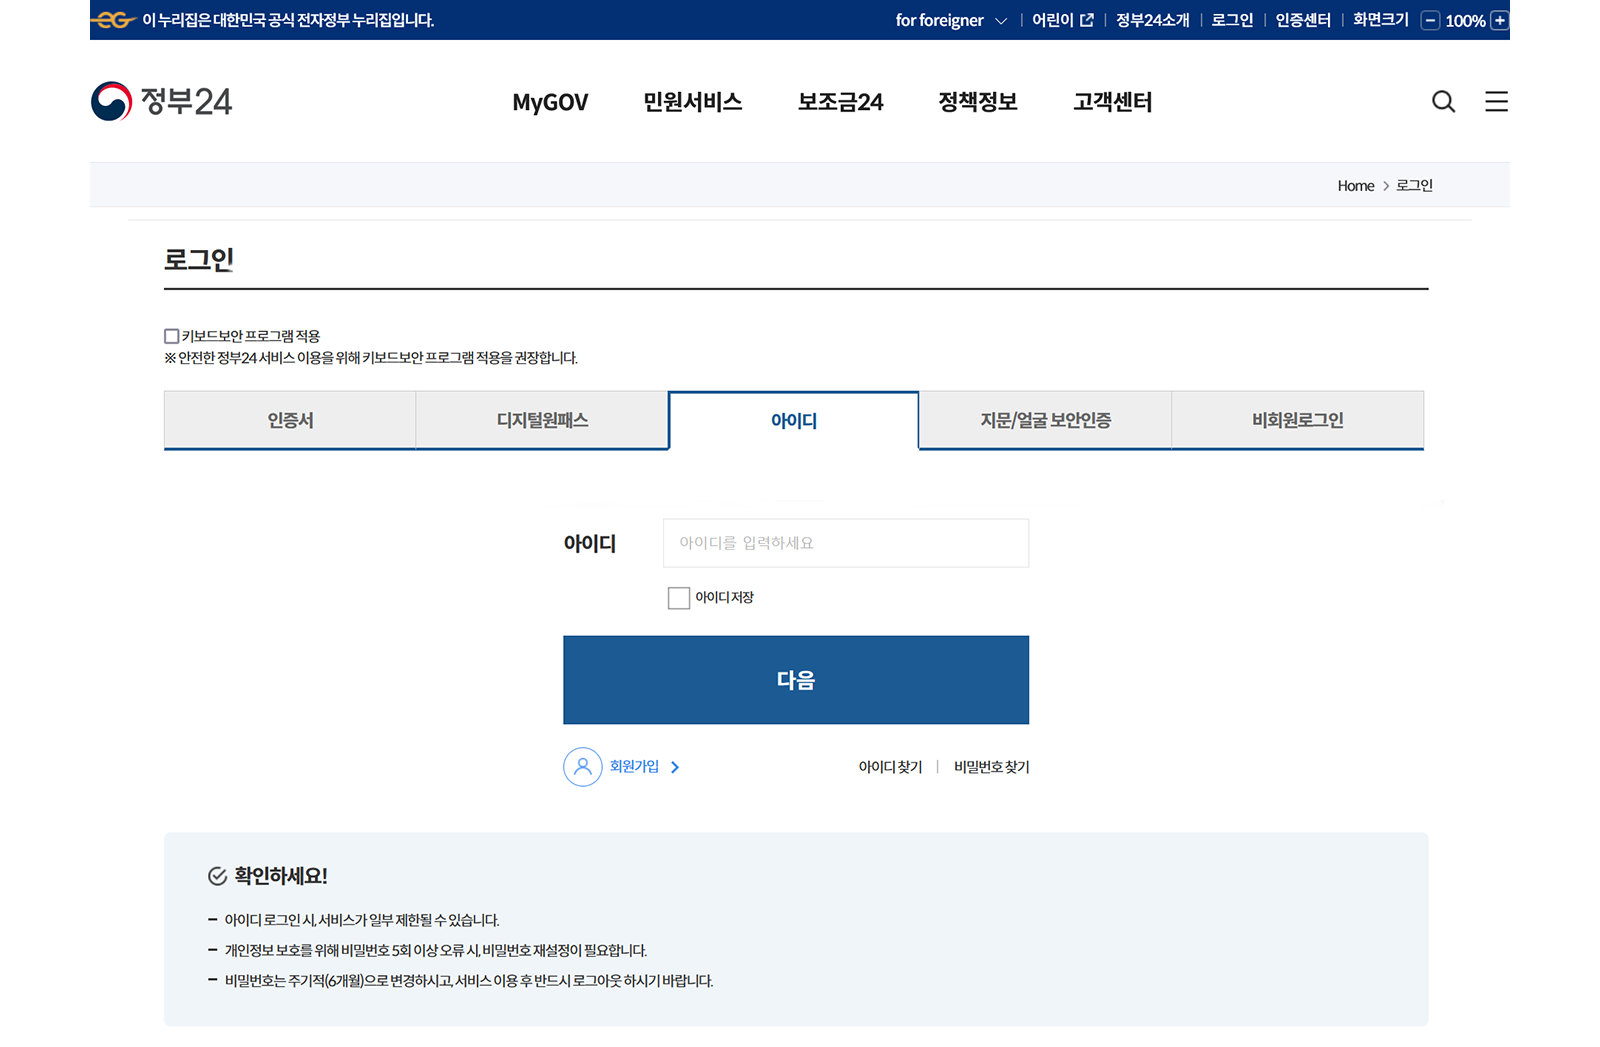 이 누리집은 대한민국 공식 전자정부 누리집입니다.
for foreigner 어린이 정부24소개 로그인 인증센터 화면크기 100%
정부24
MyGOV 민원서비스 보조금24 정책정보 고객센터
Home > 로그인
로그인
키보드보안 프로그램 적용
※ 안전한 정부24 서비스 이용을 위해 키보드보안 프로그램 적용을 권장합니다.
인증서 디지털원패스 아이디 지문/얼굴 보안인증 비회원로그인
아이디 아이디를 입력하세요
아이디 저장
다음
회원가입 아이디 찾기 비밀번호 찾기
확인하세요!
- 아이디 로그인 시, 서비스가 일부 제한될 수 있습니다.
- 개인정보 보호를 위해 비밀번호 5회 이상 오류 시, 비밀번호 재설정이 필요합니다.
- 비밀번호는 주기적(6개월)으로 변경하시고, 서비스 이용 후 반드시 로그아웃 하시기 바랍니다.